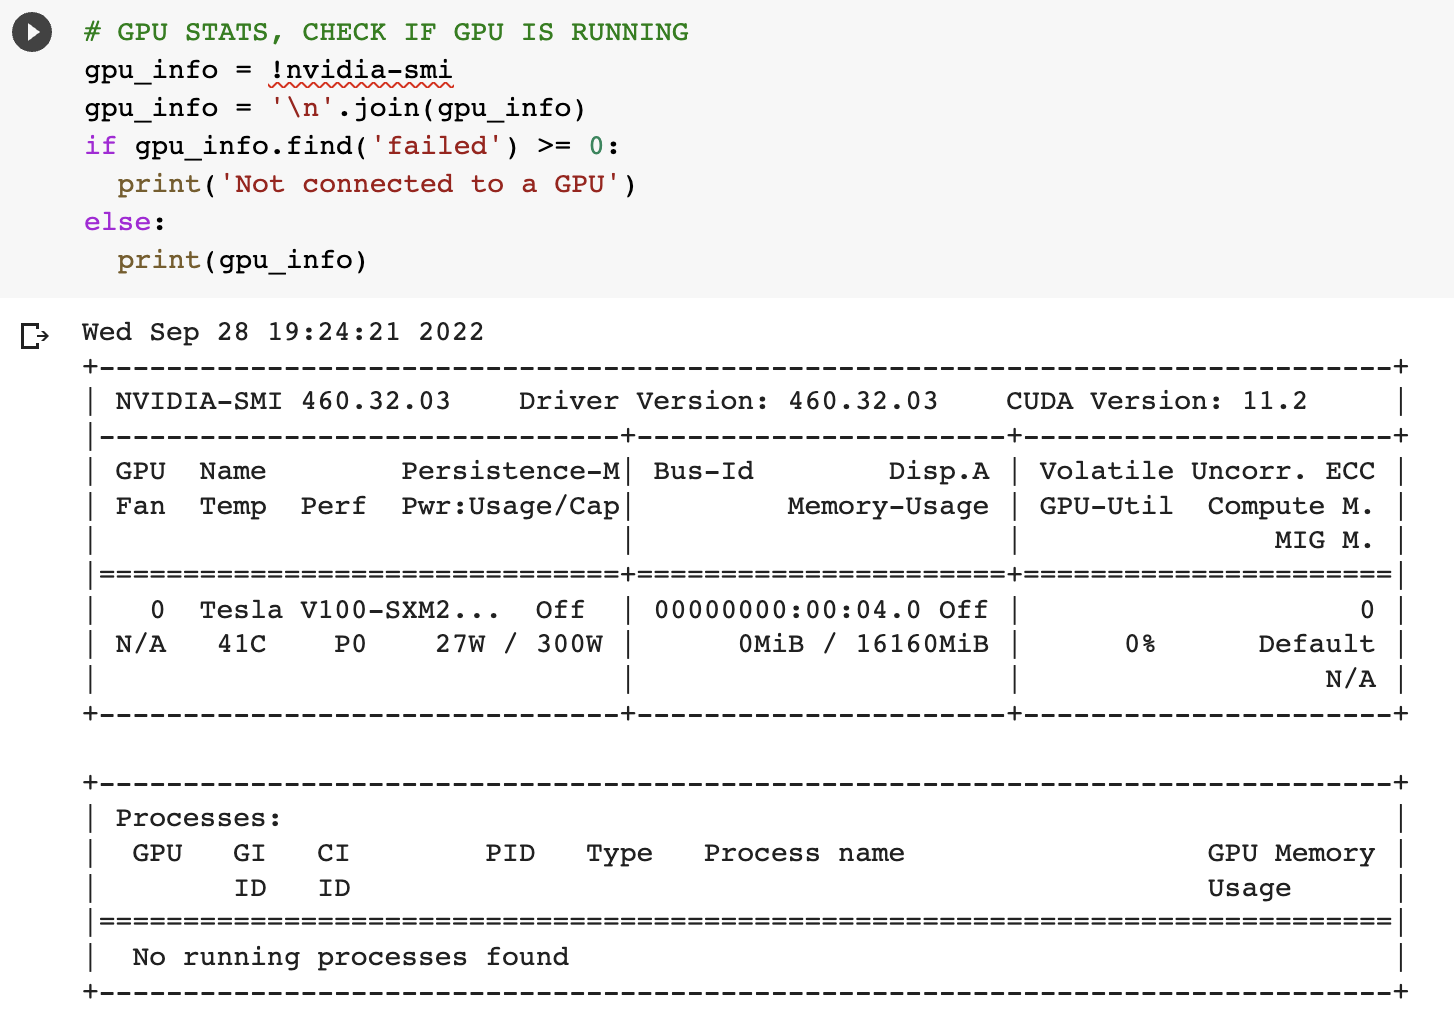 # GPU STATS, CHECK IF GPU IS RUNNING
gpu_info = !nvidia-smi
gpu_info = '\n'.join(gpu_info)
if gpu_info.find('failed') >= 0:
  print('Not connected to a GPU')
else:
  print(gpu_info)
Wed Sep 28 19:24:21 2022
+-----------------------------------------------------------------------------+
| NVIDIA-SMI 460.32.03    Driver Version: 460.32.03    CUDA Version: 11.2     |
|-------------------------------+----------------------+----------------------+
| GPU  Name        Persistence-M| Bus-Id        Disp.A | Volatile Uncorr. ECC |
| Fan  Temp  Perf  Pwr:Usage/Cap|         Memory-Usage | GPU-Util  Compute M. |
|                               |                      |               MIG M. |
|===============================+======================+======================|
|   0  Tesla V100-SXM2...  Off  | 00000000:00:04.0 Off |                    0 |
| N/A   41C    P0    27W / 300W |      0MiB / 16160MiB |      0%      Default |
|                               |                      |                  N/A |
+-------------------------------+----------------------+----------------------+

+-----------------------------------------------------------------------------+
| Processes:                                                                  |
|  GPU   GI   CI        PID   Type   Process name                  GPU Memory |
|        ID   ID                                                   Usage      |
|=============================================================================|
|  No running processes found                                                 |
+-----------------------------------------------------------------------------+